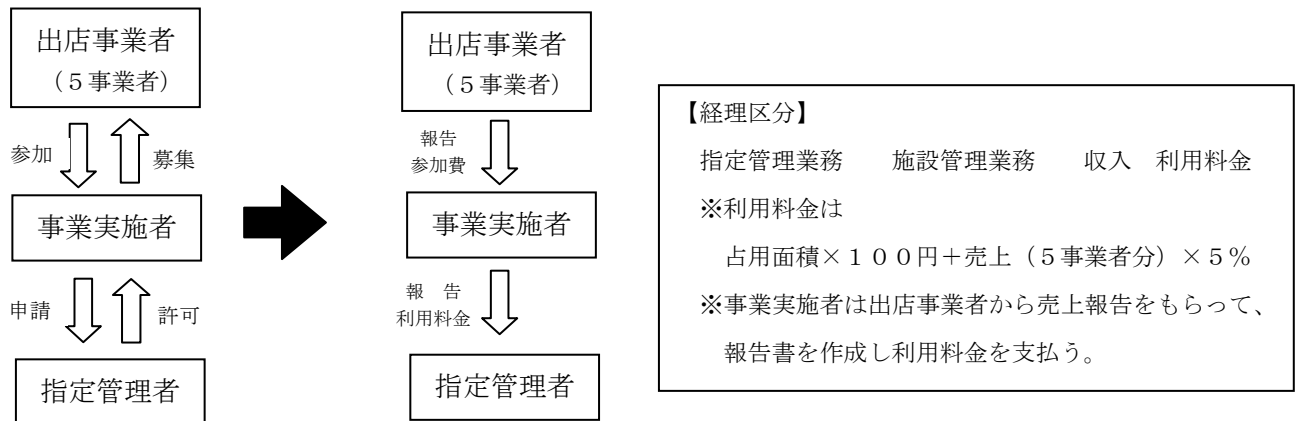 出店事業者
（５事業者）
参加
募集
事業実施者
申請
許可
指定管理者
出店事業者
（５事業者）
報告
参加費
事業実施者
報　告
利用料金
指定管理者
【経理区分】
指定管理業務　　施設管理業務　　収入　利用料金
※利用料金は
占用面積×１００円＋売上（５事業者分）×５％
※事業実施者は出店事業者から売上報告をもらって、
報告書を作成し利用料金を支払う。